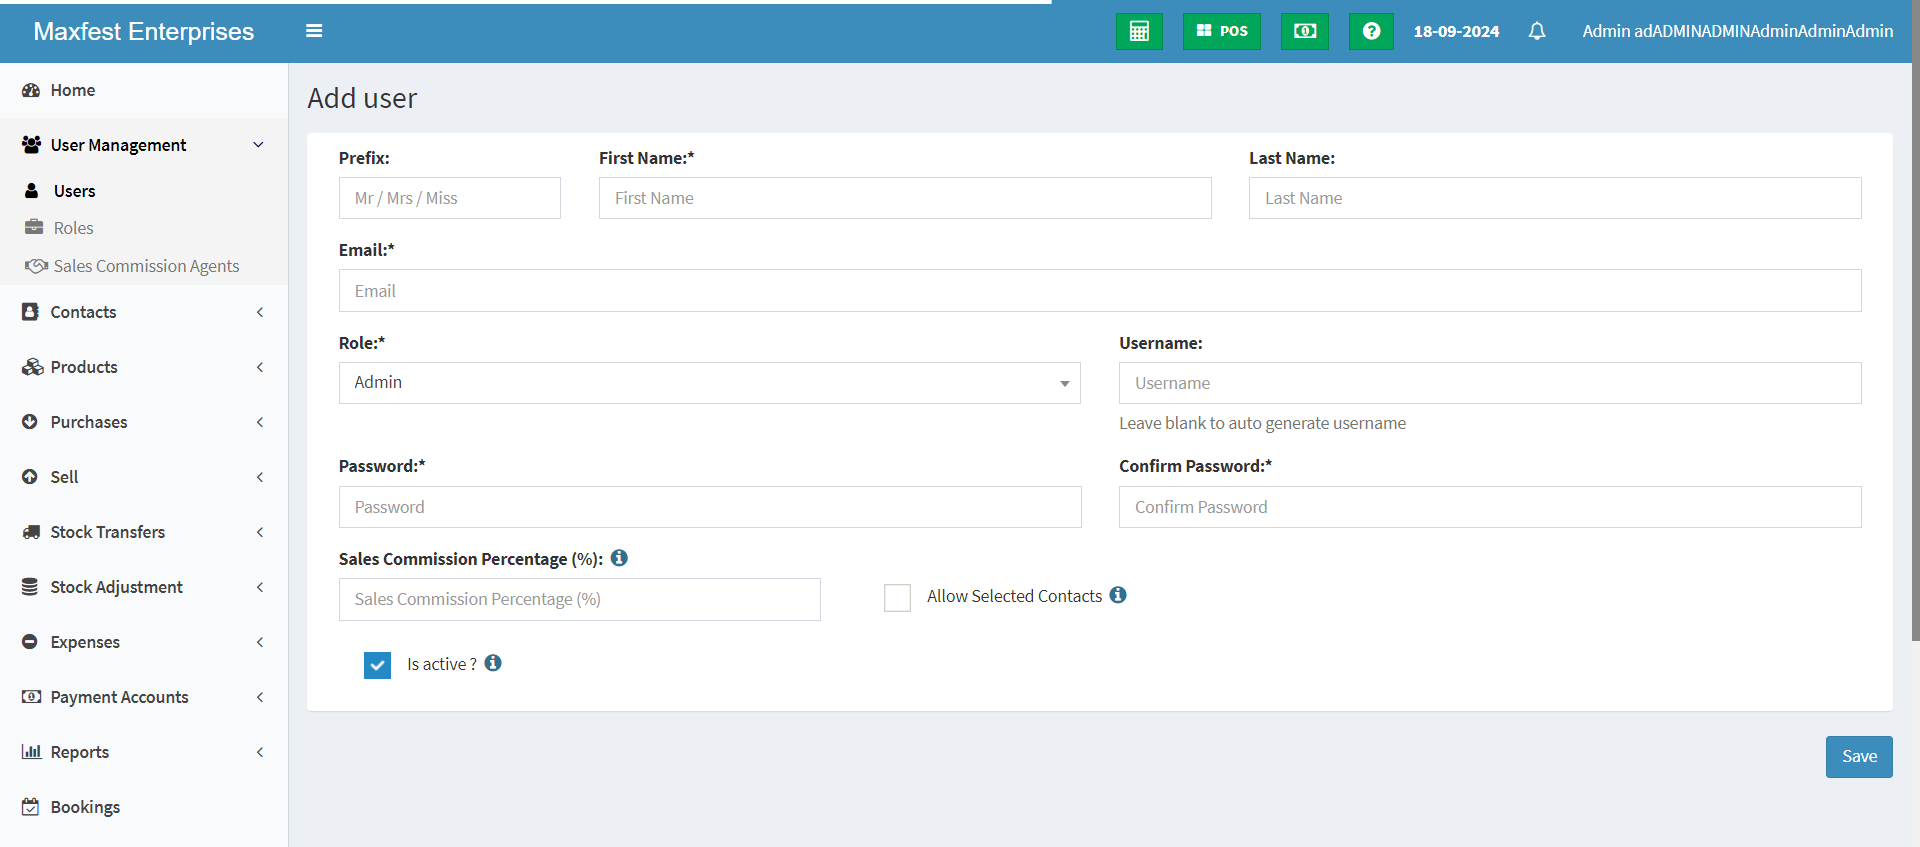 Maxfest Enterprises
POS
18-09-2024
Admin adADMINADMINAdminAdminAdmin
Home
User Management
Users
Roles
Sales Commission Agents
Contacts
Products
Purchases
Sell
Stock Transfers
Stock Adjustment
Expenses
Payment Accounts
Reports
Bookings
Add user
Prefix:
First Name:*
Last Name:
Mr / Mrs / Miss
First Name
Last Name
Email:*
Email
Role:*
Username:
Admin
Username
Leave blank to auto generate username
Password:*
Confirm Password:*
Password
Confirm Password
Sales Commission Percentage (%):
Sales Commission Percentage (%)
Allow Selected Contacts
Is active ?
Save